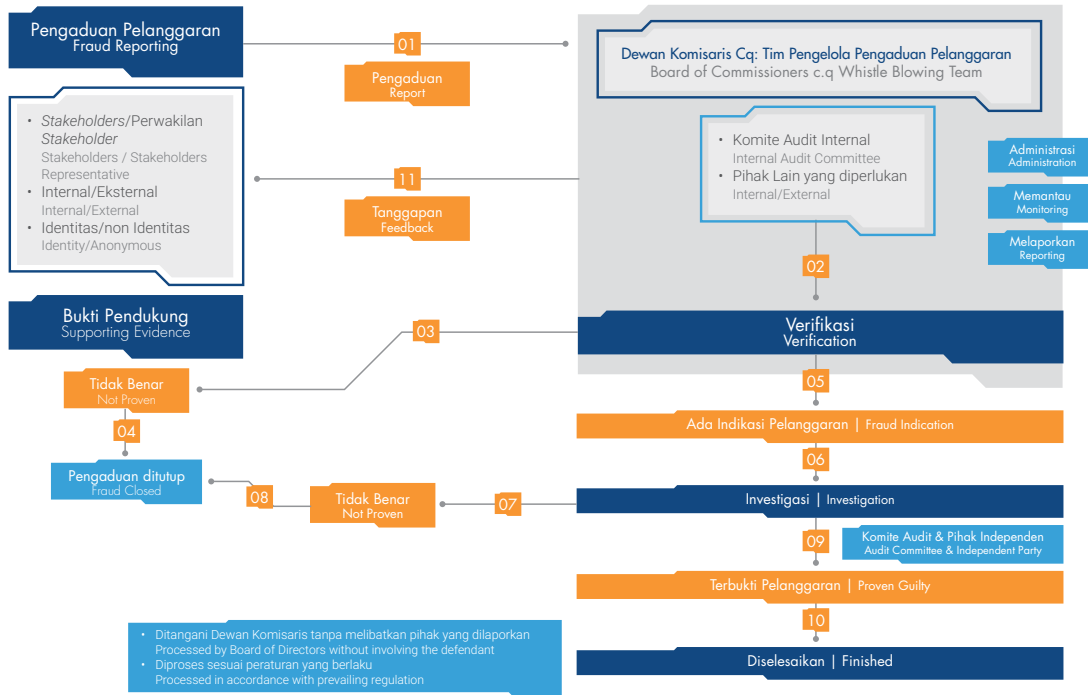 Pengaduan Pelanggaran
Fraud Reporting
01
Pengaduan
Report
Dewan Komisaris Cq: Tim Pengelola Pengaduan Pelanggaran
Board of Commissioners c.q Whistle Blowing Team
• Stakeholders/Perwakilan
Stakeholder
Stakeholders / Stakeholders
Representative
• Internal/Eksternal
Internal/External
• Identitas/non Identitas
Identity/Anonymous
11
Tanggapan
Feedback
• Komite Audit Internal
Internal Audit Committee
• Pihak Lain yang diperlukan
Internal/External
Administrasi
Administration
Memantau
Monitoring
Melaporkan
Reporting
02
Bukti Pendukung
Supporting Evidence
03
Verifikasi
Verification
Tidak Benar
Not Proven
04
05
Ada Indikasi Pelanggaran | Fraud Indication
06
Pengaduan ditutup
Fraud Closed
08
Tidak Benar
Not Proven
07
Investigasi | Investigation
09
Komite Audit & Pihak Independen
Audit Committee & Independent Party
Terbukti Pelanggaran | Proven Guilty
10
• Ditangani Dewan Komisaris tanpa melibatkan pihak yang dilaporkan
Processed by Board of Directors without involving the defendant
• Diproses sesuai peraturan yang berlaku
Processed in accordance with prevailing regulation
Diselesaikan | Finished